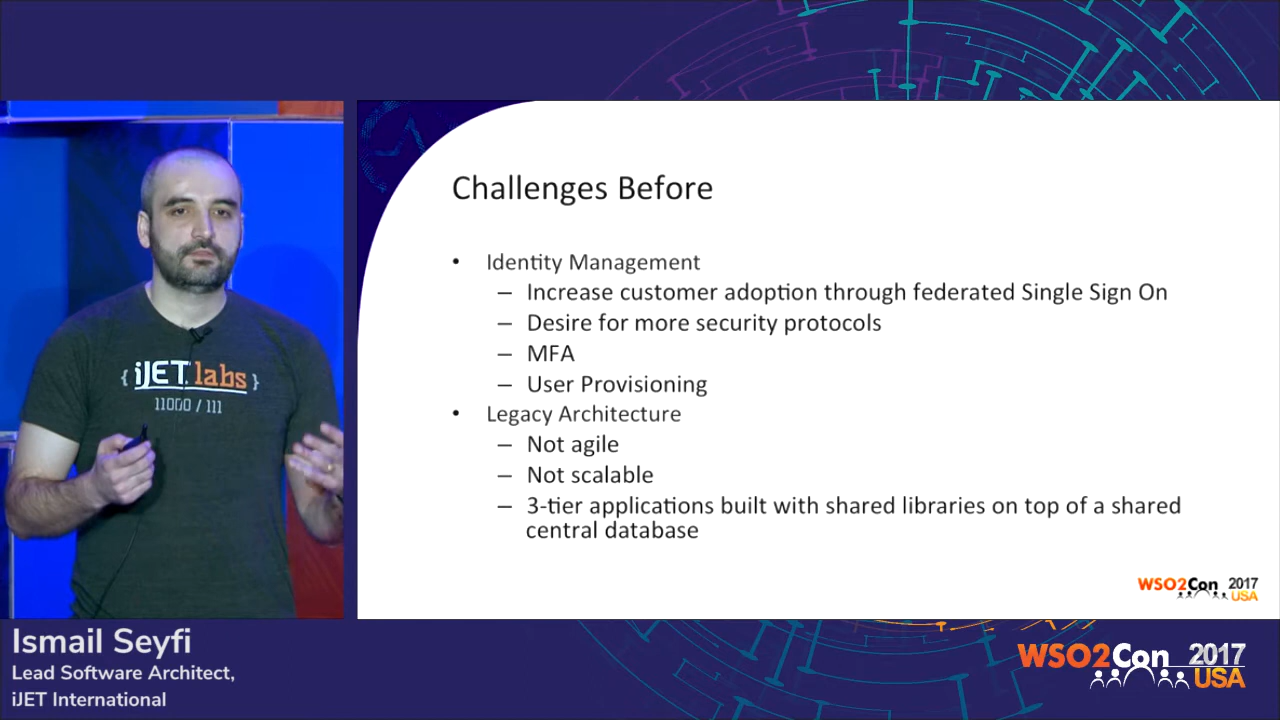 Challenges Before
• Identity Management
– Increase customer adoption through federated Single Sign On
– Desire for more security protocols
– MFA
– User Provisioning
• Legacy Architecture
– Not agile
– Not scalable
– 3-tier applications built with shared libraries on top of a shared
central database
WSO2Con 2017
USA
{ iJET labs }
11000 / 111
Ismail Seyfi
Lead Software Architect,
iJET International
WSO2Con 2017
USA